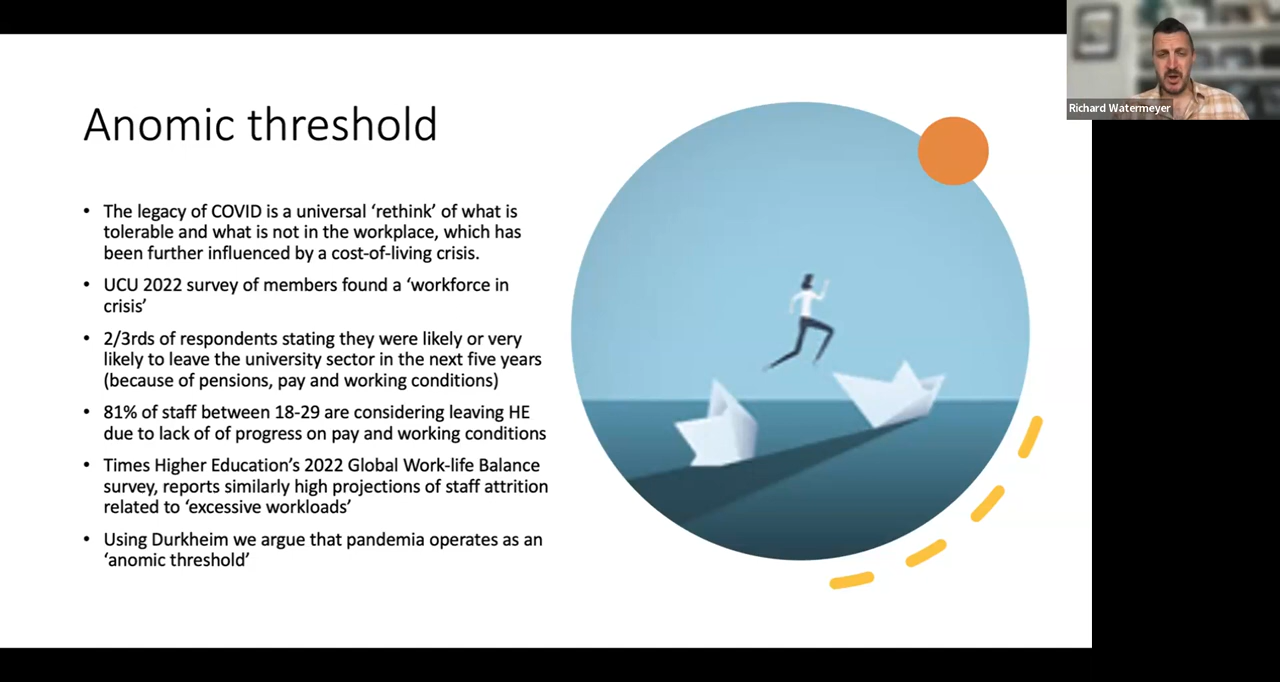 Anomic threshold
• The legacy of COVID is a universal ‘rethink’ of what is
tolerable and what is not in the workplace, which has
been further influenced by a cost-of-living crisis.
• UCU 2022 survey of members found a ‘workforce in
crisis’
• 2/3rds of respondents stating they were likely or very
likely to leave the university sector in the next five years
(because of pensions, pay and working conditions)
• 81% of staff between 18-29 are considering leaving HE
due to lack of of progress on pay and working conditions
• Times Higher Education’s 2022 Global Work-life Balance
survey, reports similarly high projections of staff attrition
related to ‘excessive workloads’
• Using Durkheim we argue that pandemia operates as an
‘anomic threshold’
Richard Watermeyer